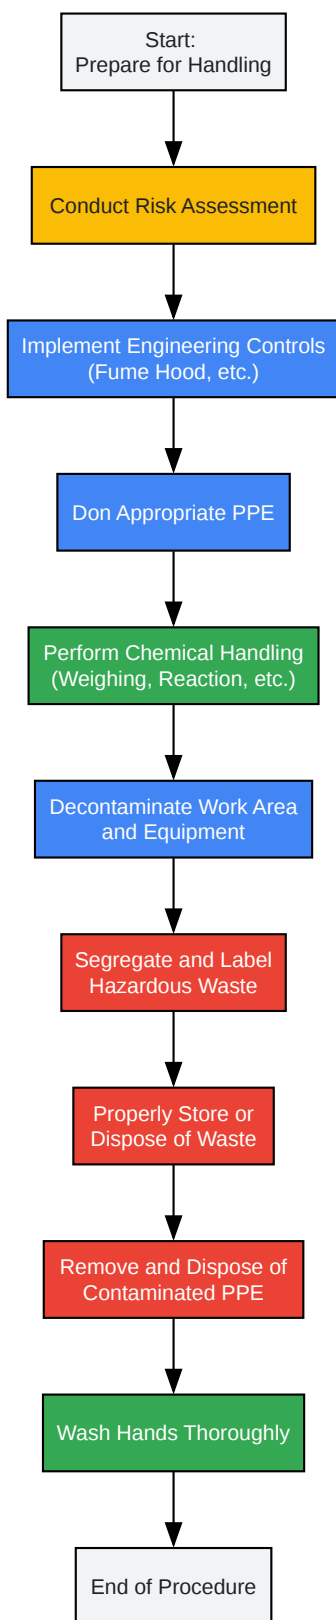 Start:
Prepare for Handling
Conduct Risk Assessment
Implement Engineering Controls
(Fume Hood, etc.)
Don Appropriate PPE
Perform Chemical Handling
(Weighing, Reaction, etc.)
Decontaminate Work Area
and Equipment
Segregate and Label
Hazardous Waste
Properly Store or
Dispose of Waste
Remove and Dispose of
Contaminated PPE
Wash Hands Thoroughly
End of Procedure